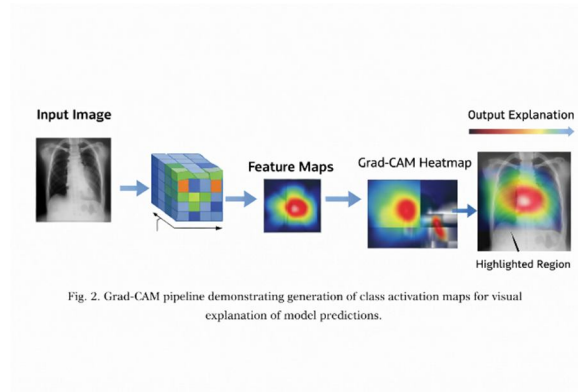 Input Image
Feature Maps
Grad-CAM Heatmap
Output Explanation
Highlighted Region
Fig. 2. Grad-CAM pipeline demonstrating generation of class activation maps for visual
explanation of model predictions.